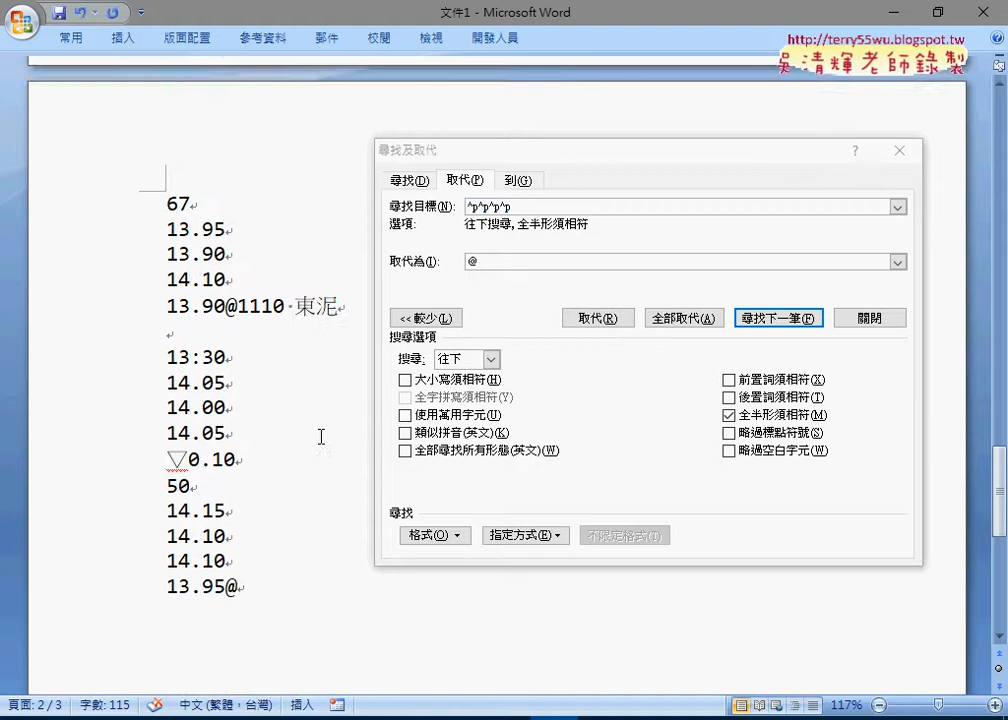 文件1 - Microsoft Word
常用 插入 版面配置 參考資料 郵件 校閱 檢視 開發人員
http://terry55wu.blogspot.tw
吳清輝老師錄製
67
13.95
13.90
14.10
13.90@1110 東泥
13:30
14.05
14.00
14.05
▽0.10
50
14.15
14.10
14.10
13.95@
尋找及取代
尋找(D) 取代(P) 到(G)
尋找目標(N): ^p^p^p^p
選項: 往下搜尋, 全半形須相符
取代為(I): @
<< 較少(L) 取代(R) 全部取代(A) 尋找下一筆(F) 關閉
搜尋選項
搜尋: 往下
大小寫須相符(H) 前置詞須相符(X)
全字拼寫須相符(Y) 後置詞須相符(T)
使用萬用字元(U) 全半形須相符(M)
類似拼音(英文)(K) 略過標點符號(S)
全部尋找所有形態(英文)(W) 略過空白字元(W)
尋找
格式(O) 指定方式(E) 不限定格式(T)
頁面: 2 / 3 字數: 115 中文 (繁體，台灣) 插入 117%